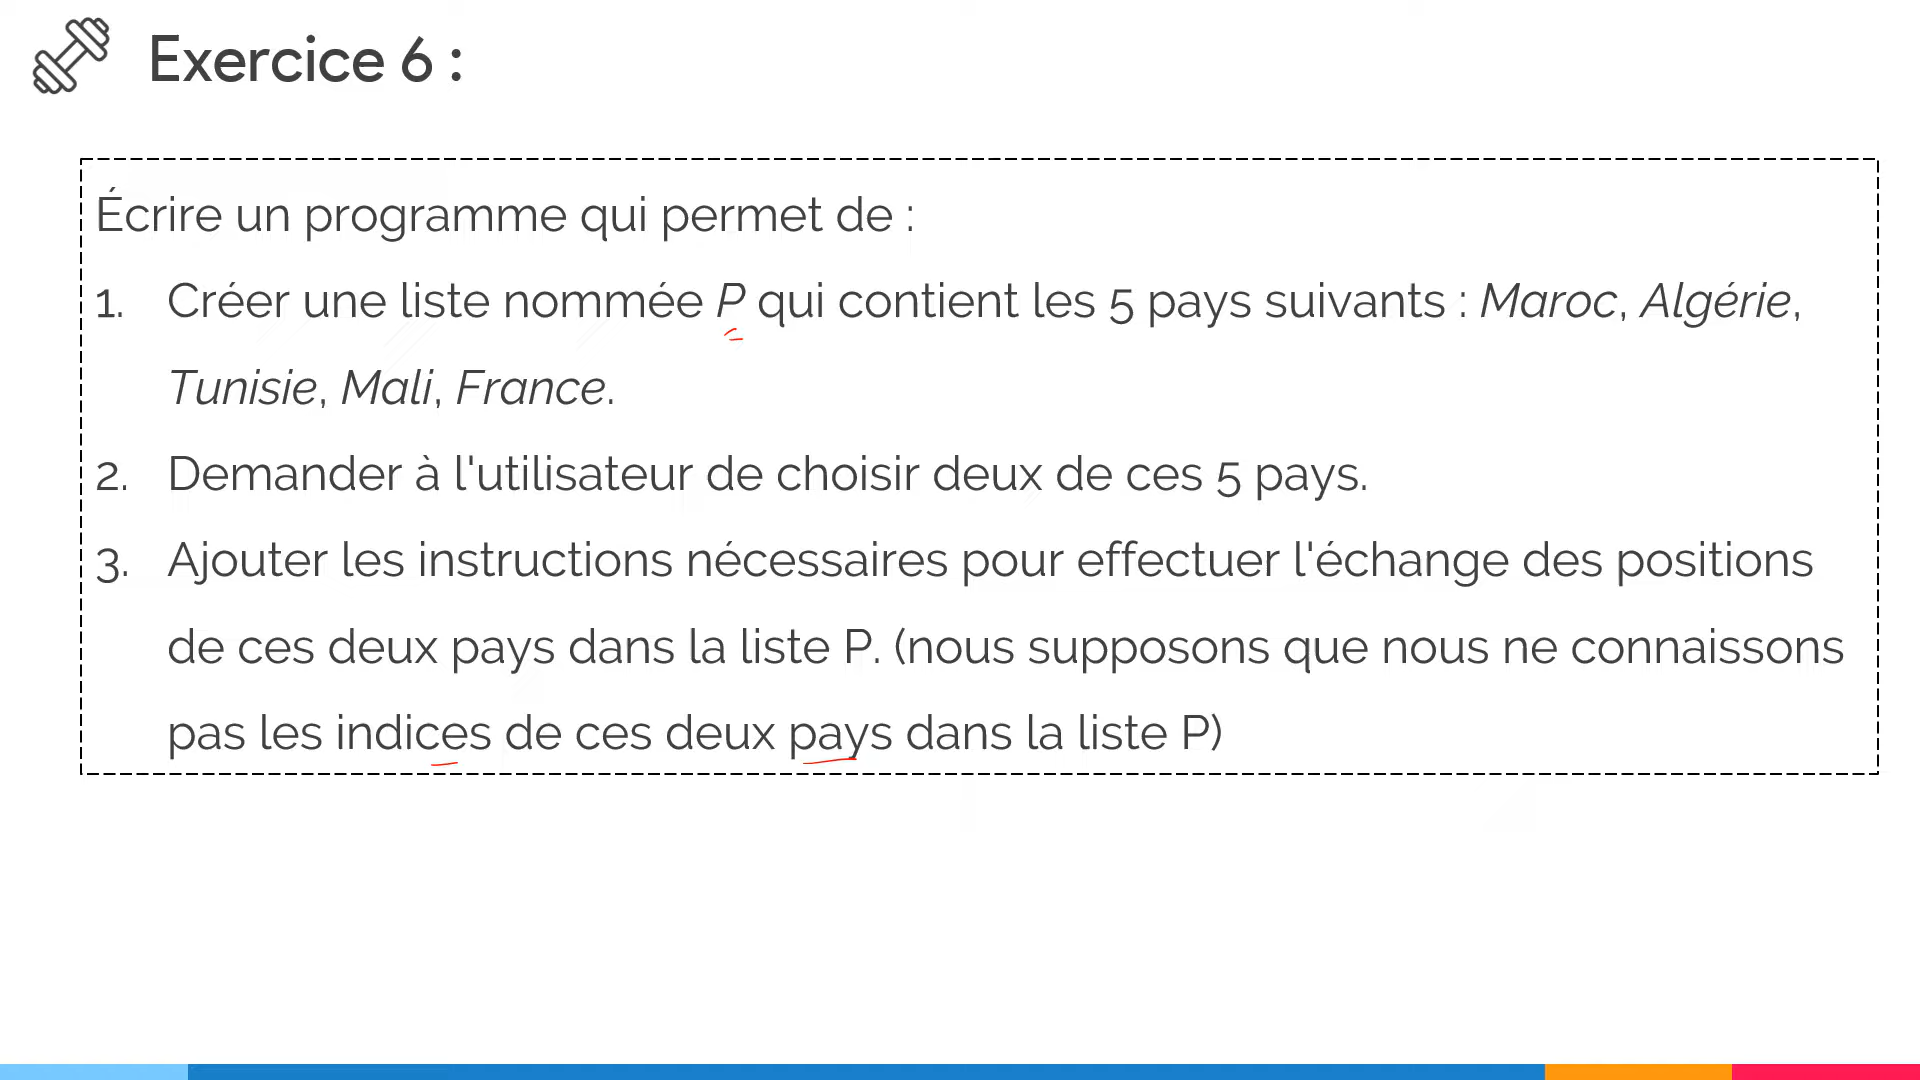 Exercice 6 :
Écrire un programme qui permet de :
1. Créer une liste nommée P qui contient les 5 pays suivants : Maroc, Algérie,
Tunisie, Mali, France.
2. Demander à l'utilisateur de choisir deux de ces 5 pays.
3. Ajouter les instructions nécessaires pour effectuer l'échange des positions
de ces deux pays dans la liste P. (nous supposons que nous ne connaissons
pas les indices de ces deux pays dans la liste P)